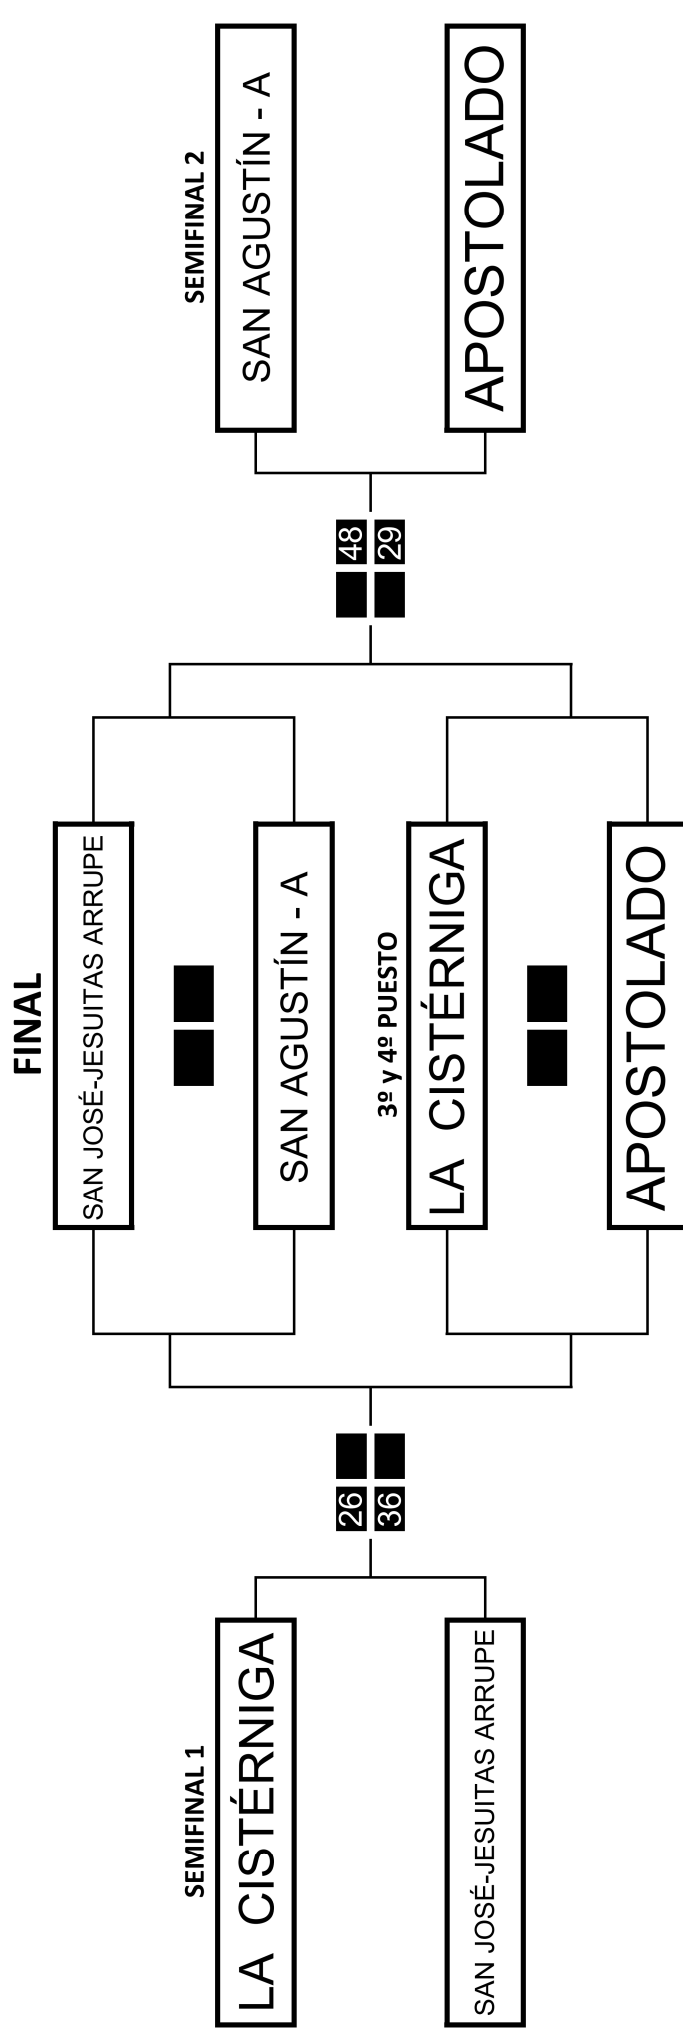 FINAL
SAN JOSÉ-JESUITAS ARRUPE
SEMIFINAL 1
SEMIFINAL 2
LA CISTÉRNIGA
SAN AGUSTÍN - A
SAN AGUSTÍN - A
26
48
36
29
3º y 4º PUESTO
LA CISTÉRNIGA
SAN JOSÉ-JESUITAS ARRUPE
APOSTOLADO
APOSTOLADO